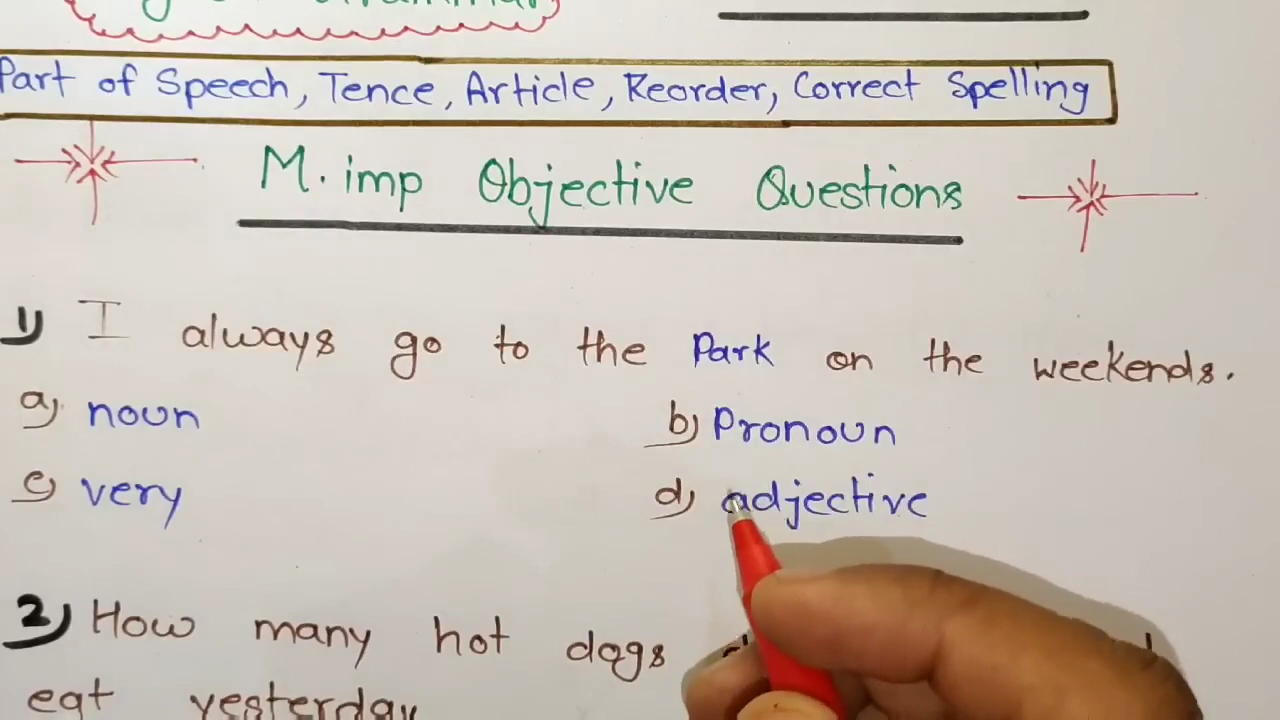 Part of Speech, Tence, Article, Reorder, Correct Spelling
M. imp Objective Questions
1) I always go to the Park on the weekends.
a) noun b) Pronoun
c) very d) adjective
2) How many hot dogs
eat yesterday